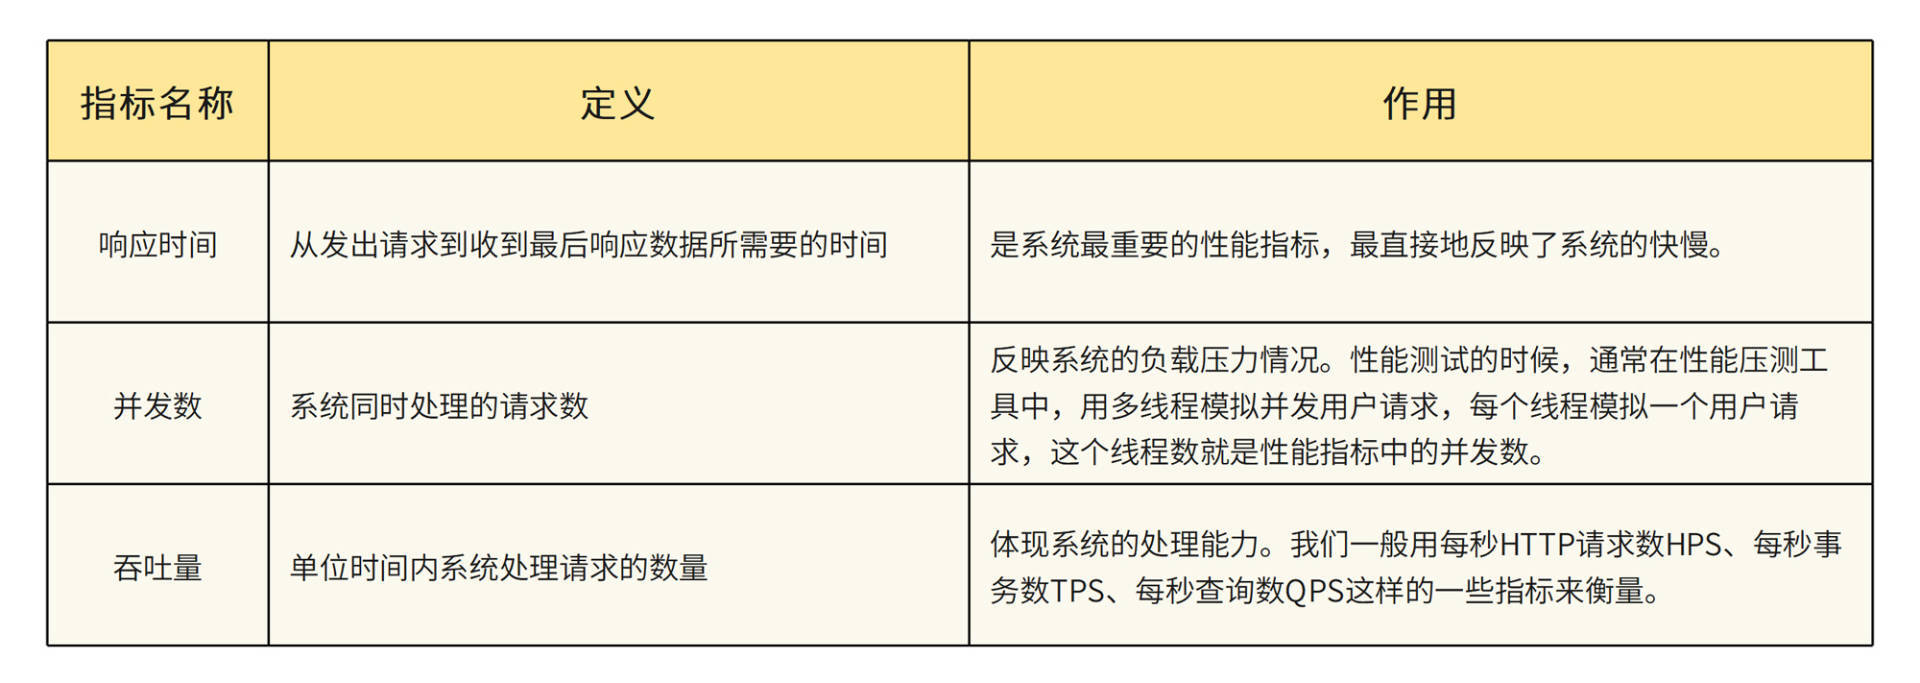 指标名称
定义
作用
响应时间
从发出请求到收到最后响应数据所需要的时间
是系统最重要的性能指标，最直接地反映了系统的快慢。
并发数
系统同时处理的请求数
反映系统的负载压力情况。性能测试的时候，通常在性能压测工
具中，用多线程模拟并发用户请求，每个线程模拟一个用户请
求，这个线程数就是性能指标中的并发数。
吞吐量
单位时间内系统处理请求的数量
体现系统的处理能力。我们一般用每秒HTTP请求数HPS、每秒事
务数TPS、每秒查询数QPS这样的一些指标来衡量。